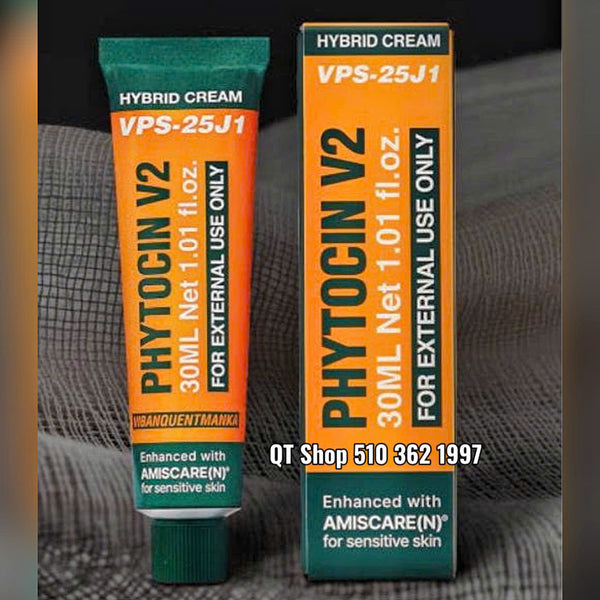 HYBRID CREAM
VPS-25J1
PHYTOCIN V2
30ML Net 1.01 fl.oz.
FOR EXTERNAL USE ONLY
VIBANQUENTMANKA
Enhanced with
AMISCARE(N)®
for sensitive skin
HYBRID CREAM
VPS-25J1
PHYTOCIN V2
30ML Net 1.01 fl.oz.
FOR EXTERNAL USE ONLY
QT Shop 510 362 1997
Enhanced with
AMISCARE(N)®
for sensitive skin